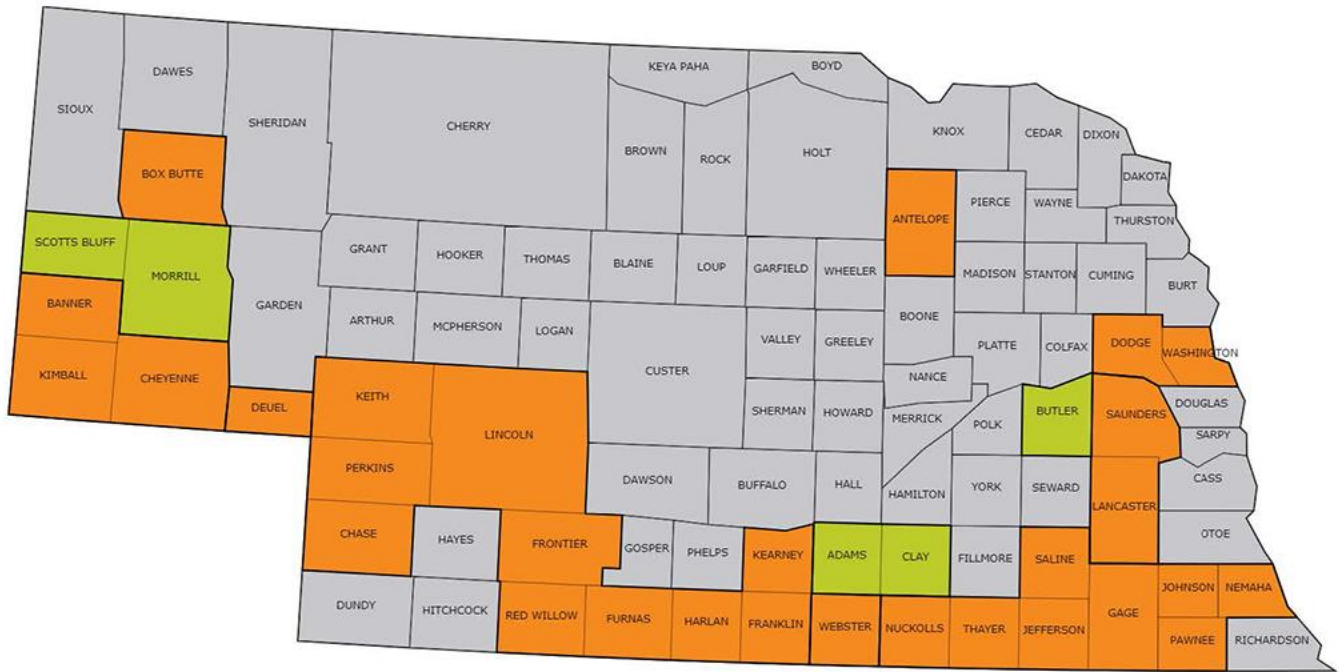 SIOUX
DAWES
SHERIDAN
CHERRY
KEYA PAHA
BOYD
BROWN
ROCK
HOLT
KNOX
CEDAR
DIXON
DAKOTA
BOX BUTTE
ANTELOPE
PIERCE
WAYNE
THURSTON
SCOTTS BLUFF
MORRILL
GARDEN
GRANT
HOOKER
THOMAS
BLAINE
LOUP
GARFIELD
WHEELER
MADISON
STANTON
CUMING
BURT
BANNER
ARTHUR
MCPHERSON
LOGAN
CUSTER
VALLEY
GREELEY
BOONE
PLATTE
COLFAX
DODGE
WASHINGTON
KIMBALL
CHEYENNE
DEUEL
KEITH
LINCOLN
SHERMAN
HOWARD
NANCE
MERRICK
POLK
BUTLER
SAUNDERS
DOUGLAS
SARPY
PERKINS
DAWSON
BUFFALO
HALL
HAMILTON
YORK
SEWARD
LANCASTER
CASS
OTOE
CHASE
HAYES
FRONTIER
GOSPER
PHELPS
KEARNEY
ADAMS
CLAY
FILLMORE
SALINE
DUNDY
HITCHCOCK
RED WILLOW
FURNAS
HARLAN
FRANKLIN
WEBSTER
NUCKOLLS
THAYER
JEFFERSON
GAGE
JOHNSON
NEMAHA
PAWNEE
RICHARDSON